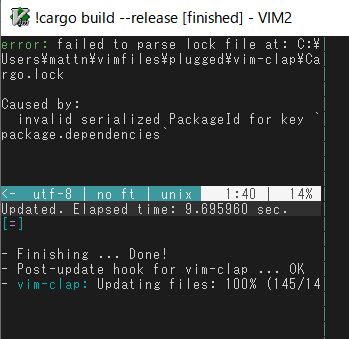 !cargo build --release [finished] - VIM2
error: failed to parse lock file at: C:¥
Users¥mattn¥vimfiles¥plugged¥vim-clap¥Ca
rgo.lock
Caused by:
invalid serialized PackageId for key `
package.dependencies`
<- utf-8 | no ft | unix 1:40 | 14%
Updated. Elapsed time: 9.695960 sec.
[=]
- Finishing ... Done!
- Post-update hook for vim-clap ... OK
- vim-clap: Updating files: 100% (145/14